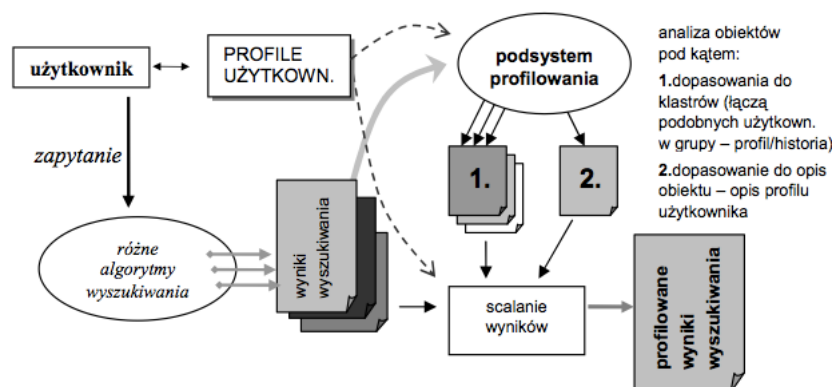 użytkownik
PROFILE
UŻYTKOWN.
zapytanie
różne
algorytmy
wyszukiwania
wyniki
wyszukiwania
podsystem
profilowania
1.
2.
scalanie
wyników
profilowane
wyniki
wyszukiwania
analiza obiektów
pod kątem:
1.dopasowania do
klastrów (łączą
podobnych użytkown.
w grupy – profil/historia)
2.dopasowanie do opis
obiektu – opis profilu
użytkownika